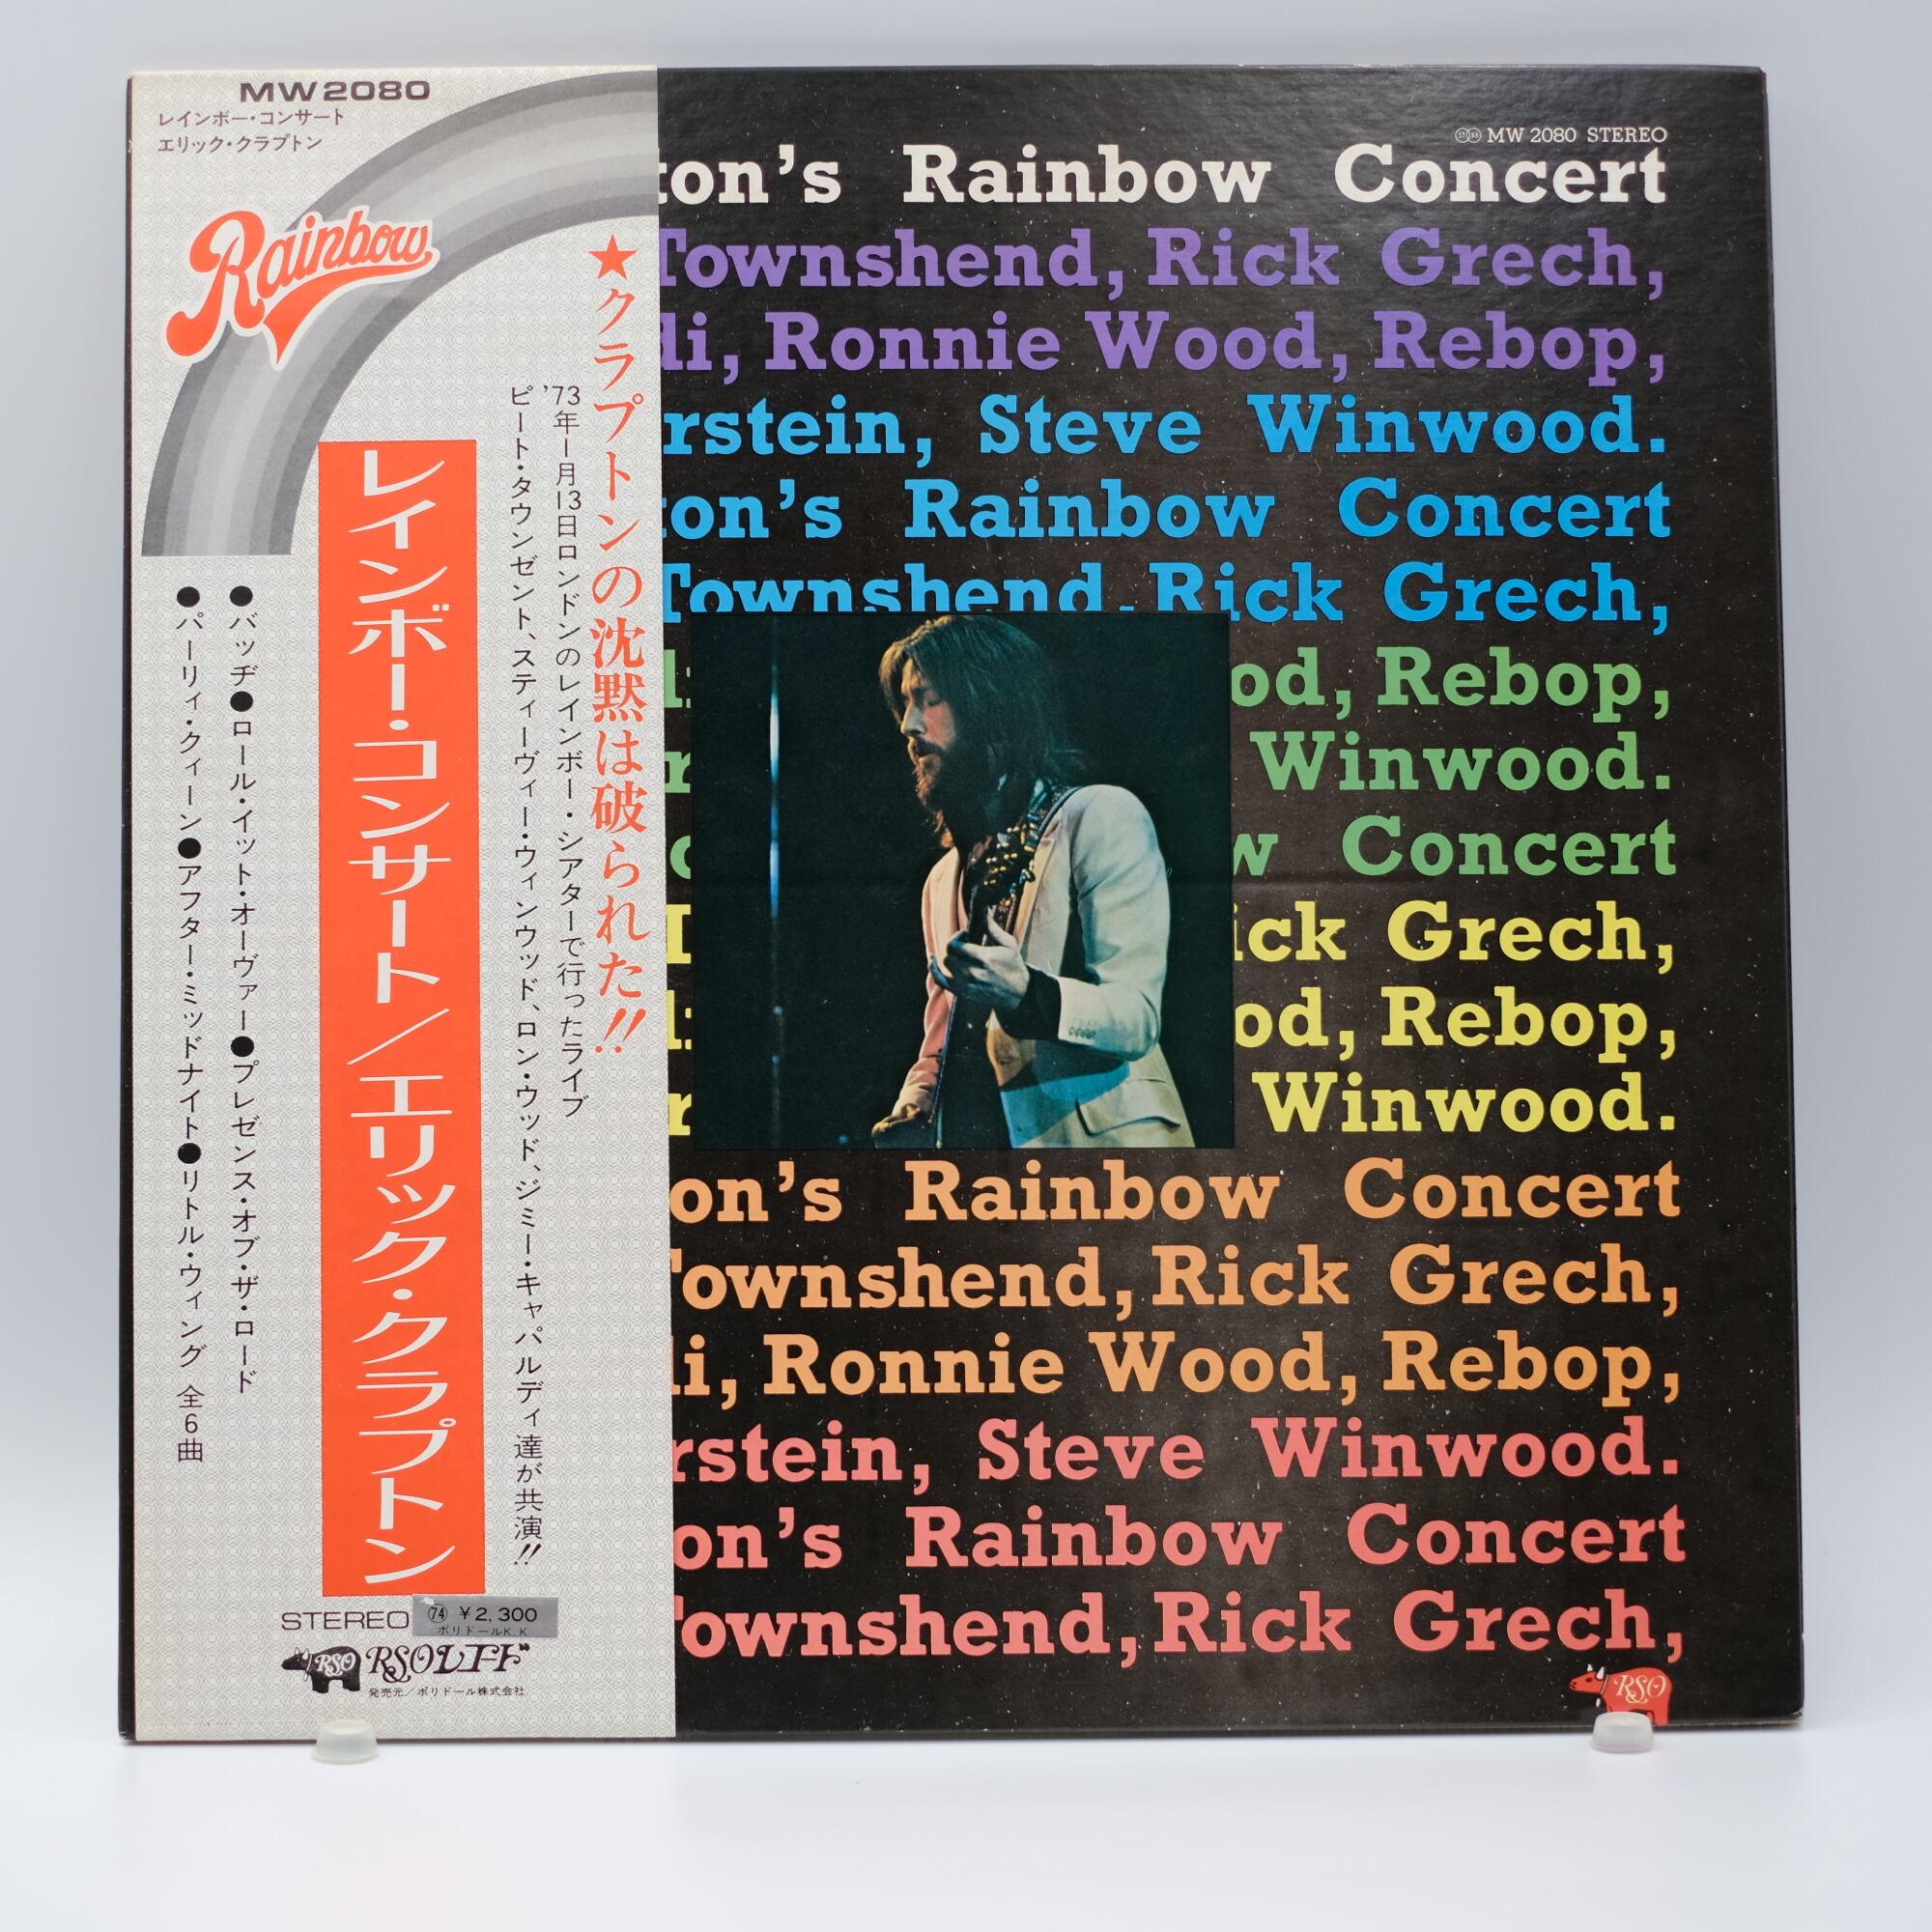 MW2080
レインボー・コンサート
エリック・クラプトン
Rainbow
★クラプトンの沈黙は破られた!!
'73年1月13日ロンドンのレインボー・シアターで行ったライブ
ピート・タウンゼント、スティーヴィー・ウィンウッド、ロン・ウッド、ジミー・キャパルディ達が共演!!
レインボー・コンサート/エリック・クラプトン
●バッヂ●ロール・イット・オーヴァー●プレゼンス・オブ・ザ・ロード
●パーリィ・クィーン●アフター・ミッドナイト●リトル・ウィング 全6曲
STEREO
74 ¥2,300
ポリドールK.K
RSO RSOレコード
発売元/ポリドール株式会社
MW 2080 STEREO
ton's Rainbow Concert
Townshend, Rick Grech,
di, Ronnie Wood, Rebop,
rstein, Steve Winwood.
ton's Rainbow Concert
Townshend, Rick Grech,
od, Rebop,
Winwood.
w Concert
ick Grech,
od, Rebop,
Winwood.
on's Rainbow Concert
Townshend, Rick Grech,
li, Ronnie Wood, Rebop,
rstein, Steve Winwood.
on's Rainbow Concert
Townshend, Rick Grech,
RSO